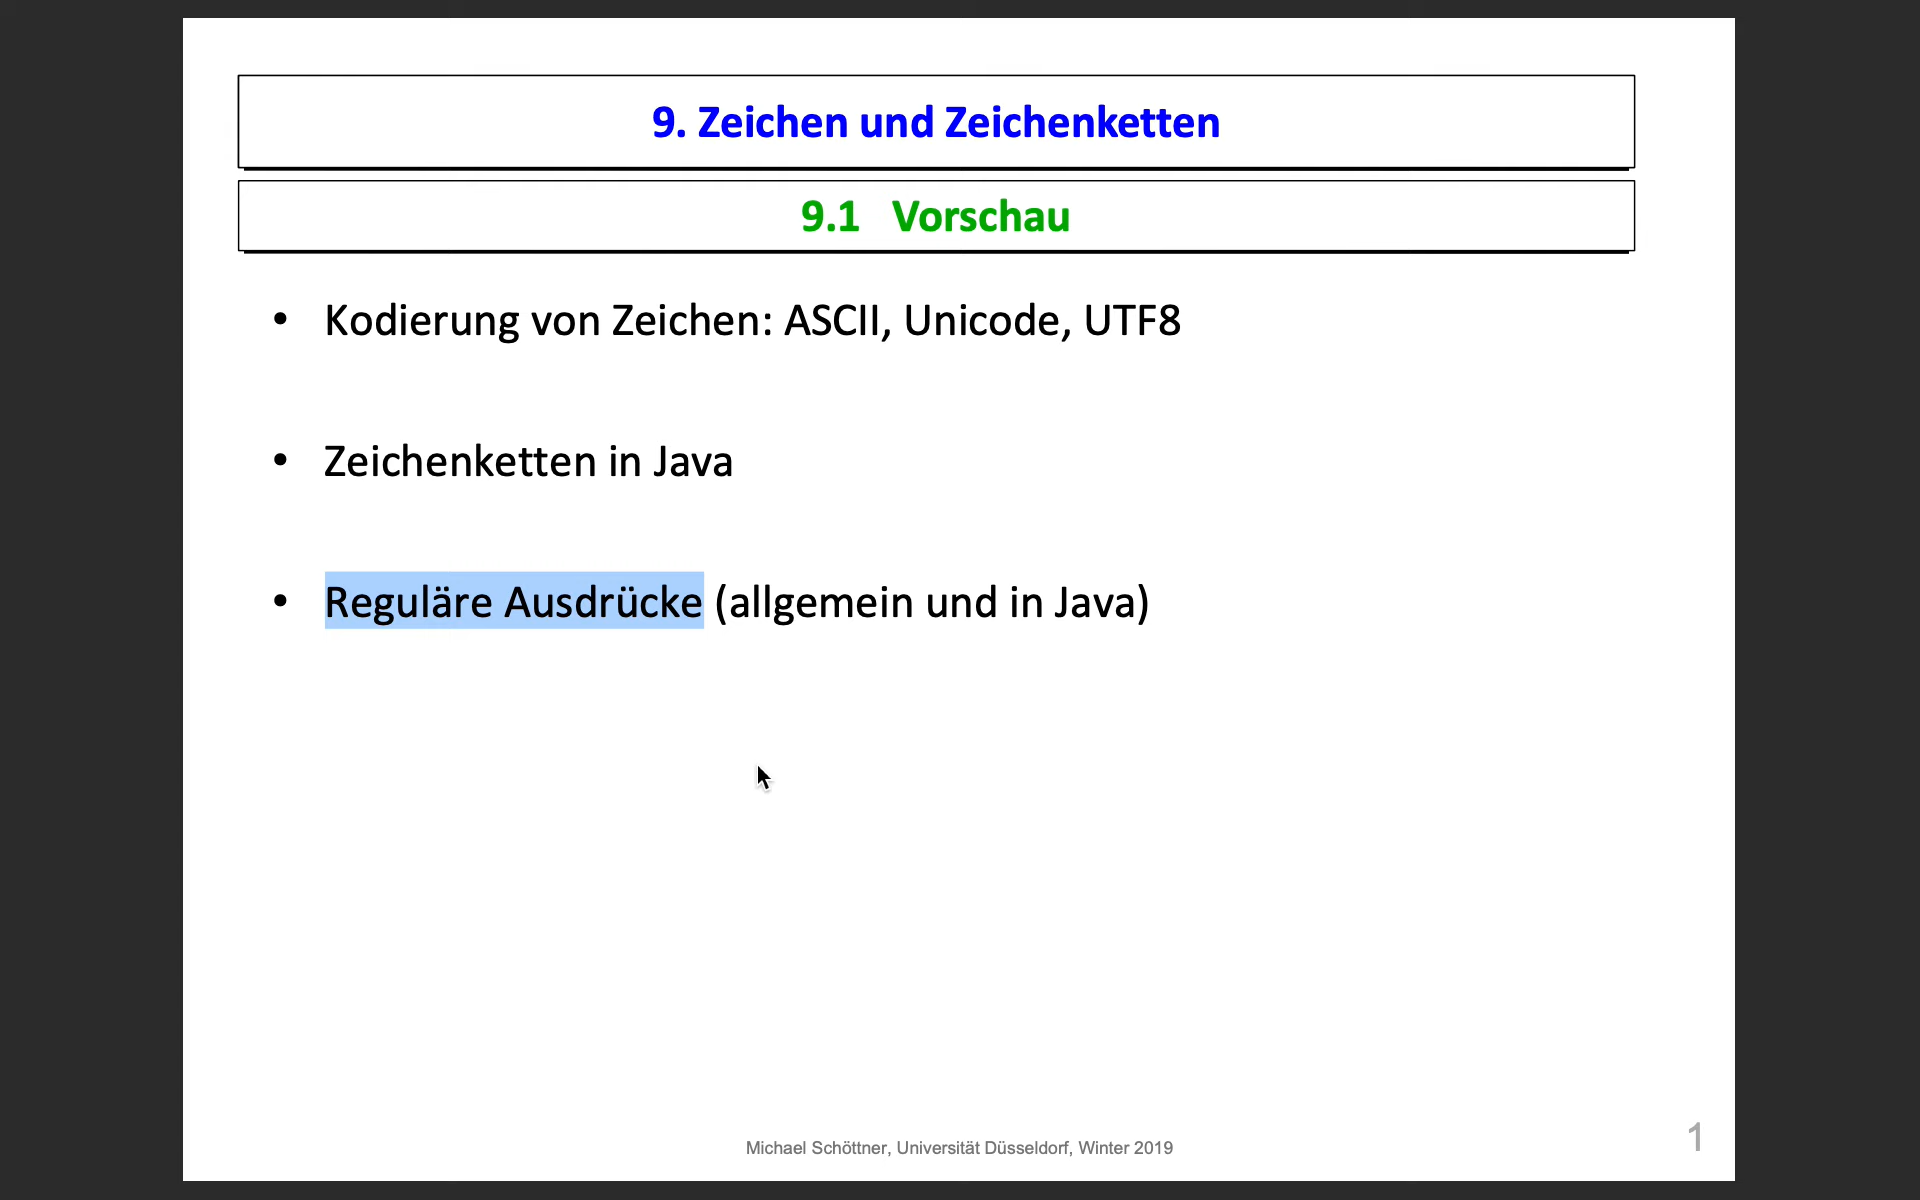 9. Zeichen und Zeichenketten
9.1 Vorschau
• Kodierung von Zeichen: ASCII, Unicode, UTF8
• Zeichenketten in Java
• Reguläre Ausdrücke (allgemein und in Java)
Michael Schöttner, Universität Düsseldorf, Winter 2019
1